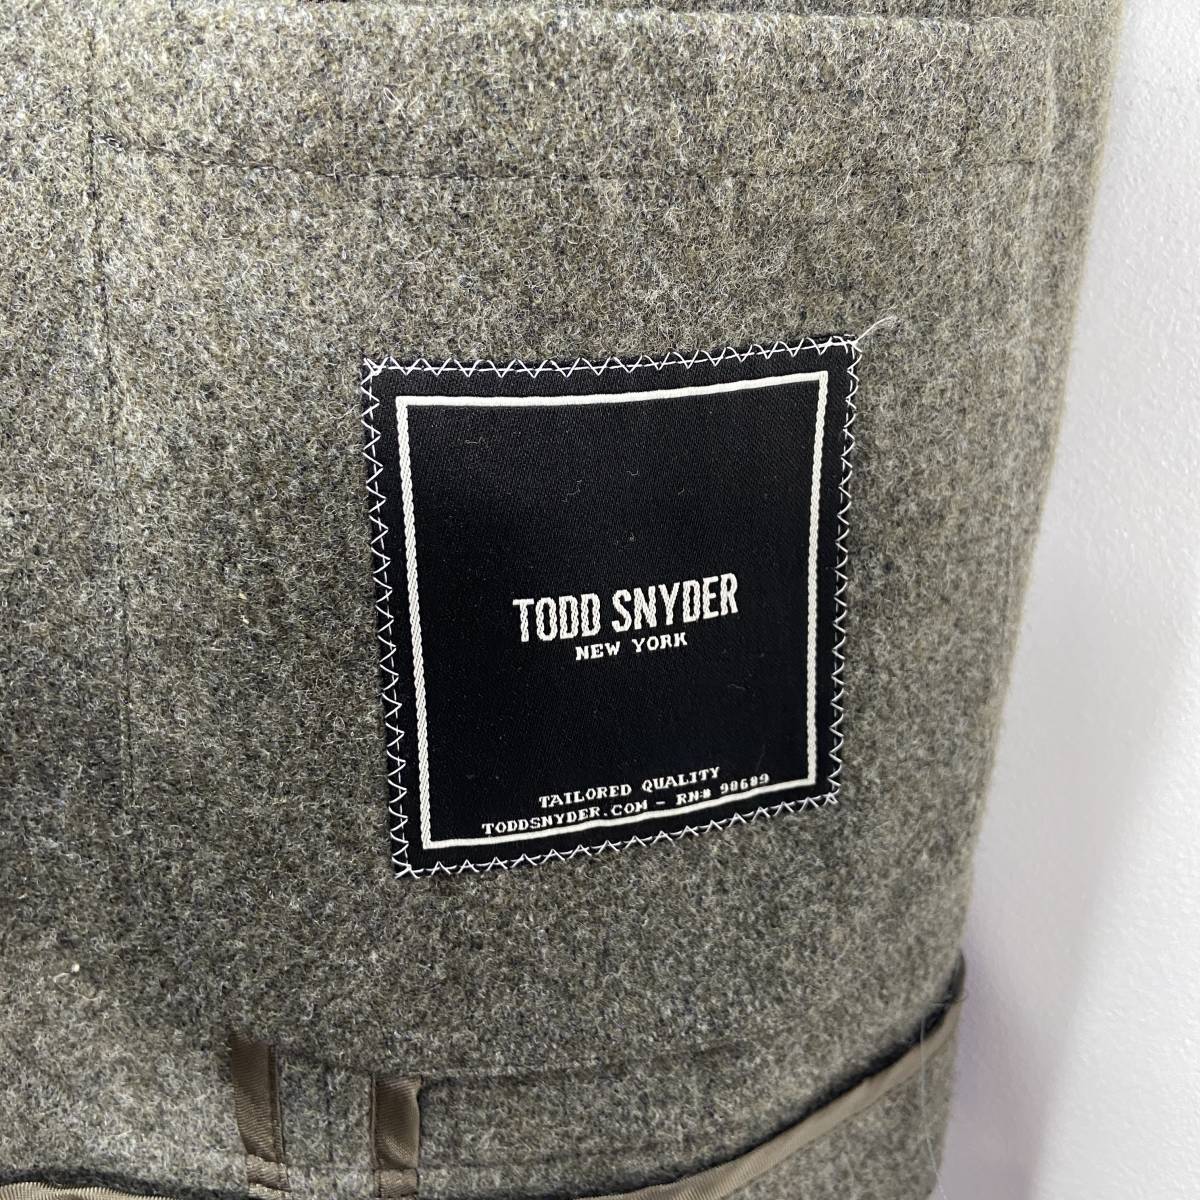 TODD SNYDER
NEW YORK
TAILORED QUALITY
TODDSNYDER.COM - RN# 98689